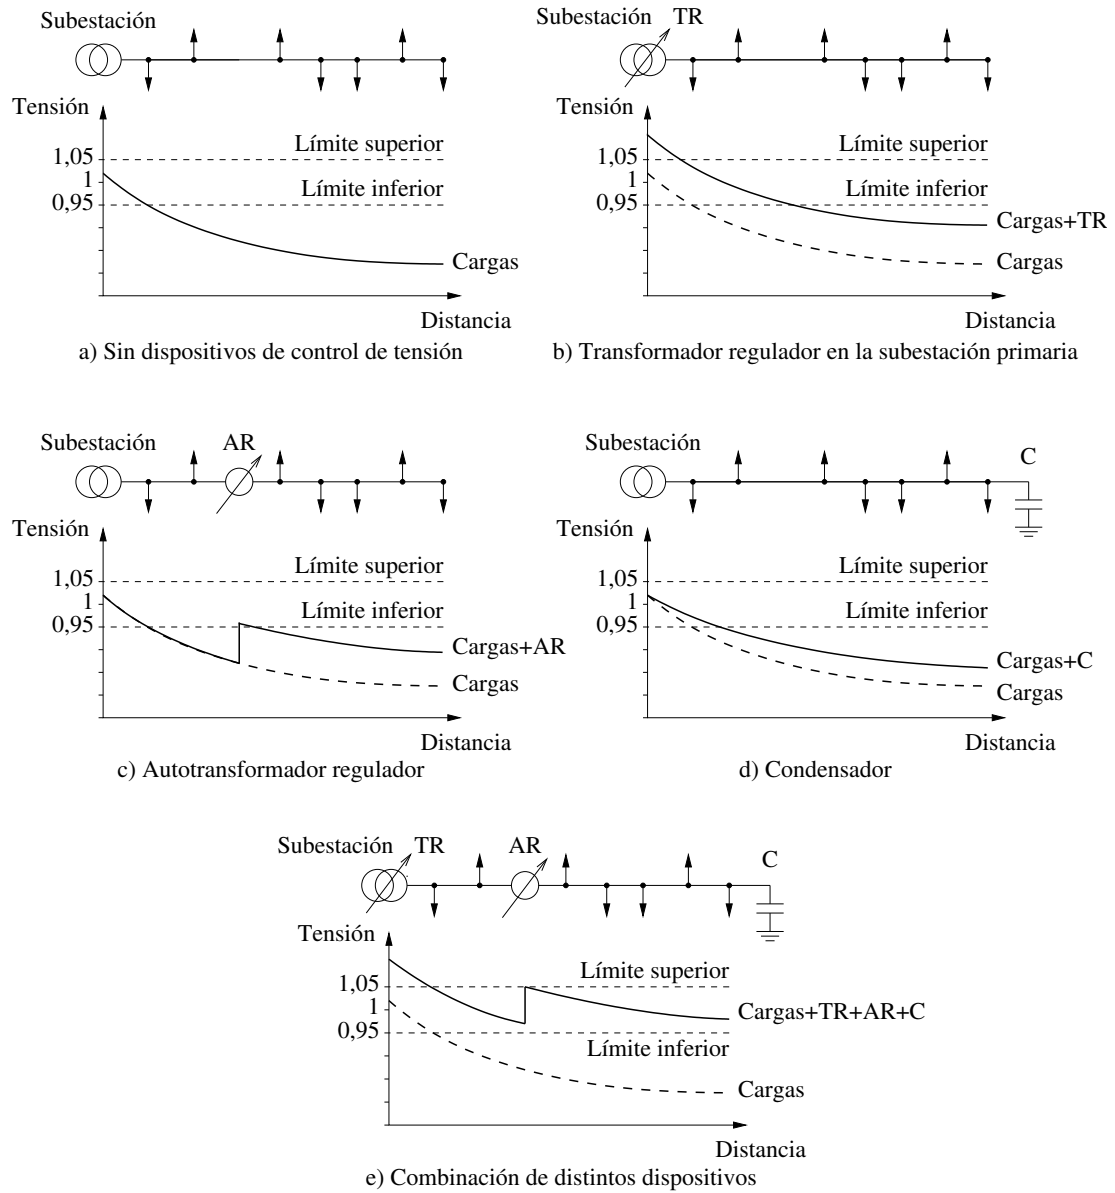 Subestación
Tensión
Límite superior
1,05
1
Límite inferior
0,95
Cargas
Distancia
a) Sin dispositivos de control de tensión
Subestación TR
Tensión
Límite superior
1,05
1
Límite inferior
0,95
Cargas+TR
Cargas
Distancia
b) Transformador regulador en la subestación primaria
Subestación AR
Tensión
Límite superior
1,05
1
Límite inferior
0,95
Cargas+AR
Cargas
Distancia
c) Autotransformador regulador
Subestación C
Tensión
Límite superior
1,05
1
Límite inferior
0,95
Cargas+C
Cargas
Distancia
d) Condensador
Subestación TR AR C
Tensión
Límite superior
1,05
1
Cargas+TR+AR+C
0,95
Límite inferior
Cargas
Distancia
e) Combinación de distintos dispositivos